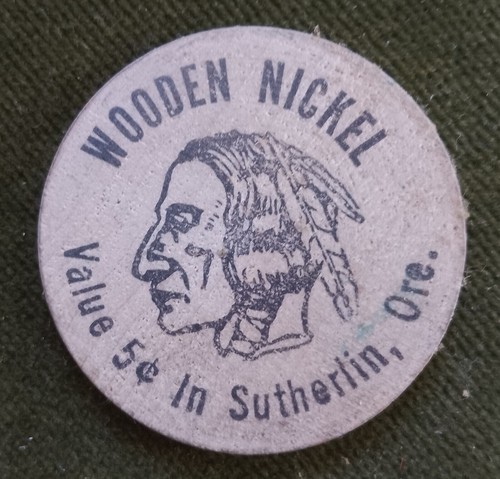 WOODEN NICKEL
Value 5¢ In Sutherlin, Ore.